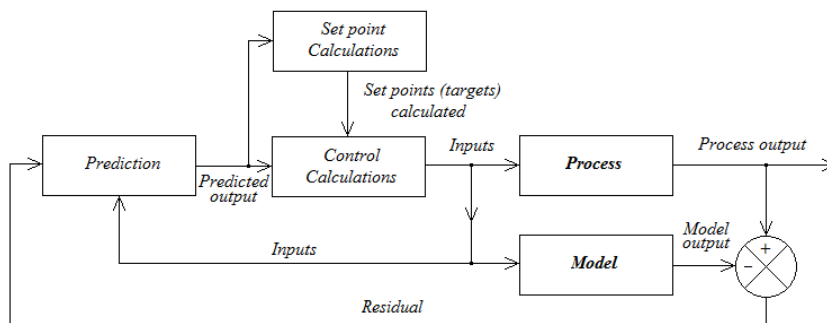 Set point
Calculations
Set points (targets)
calculated
Prediction
Predicted
output
Control
Calculations
Inputs
Process
Process output
Inputs
Model
Model
output
+
−
Residual